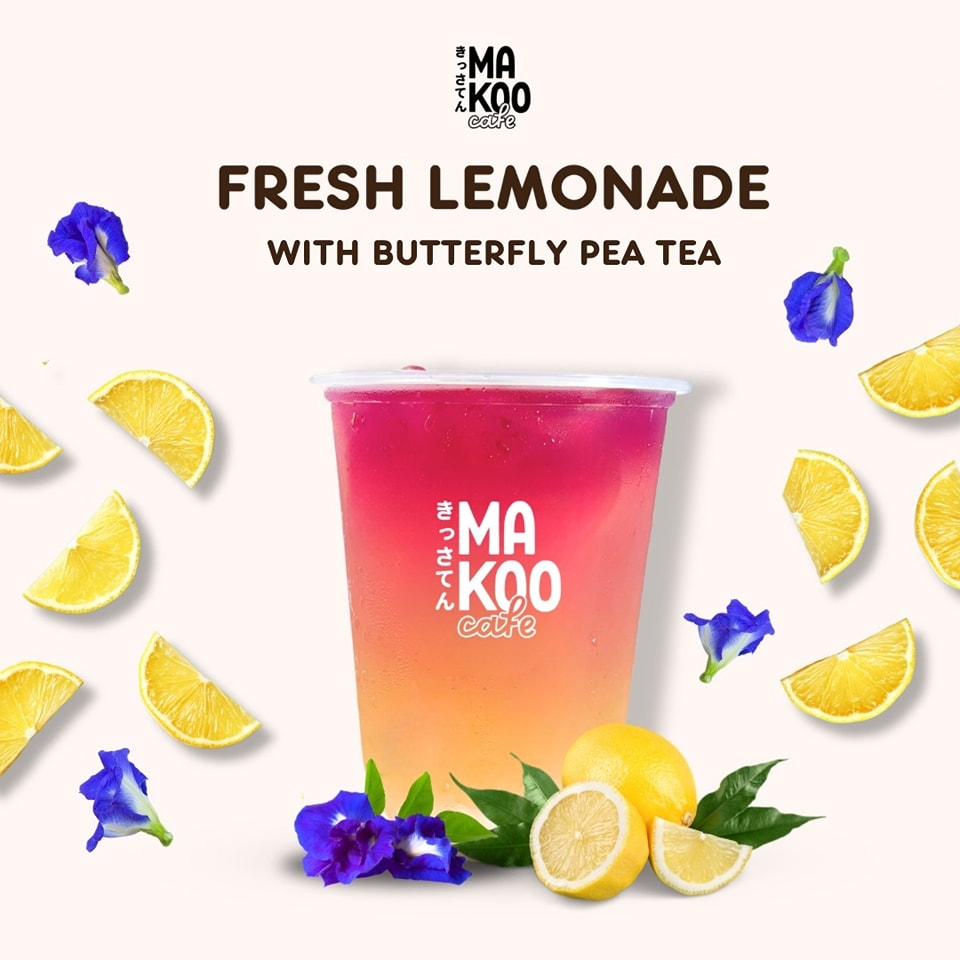 きっさてん
MA
KOO
cafe
FRESH LEMONADE
WITH BUTTERFLY PEA TEA
きっさてん
MA
KOO
cafe